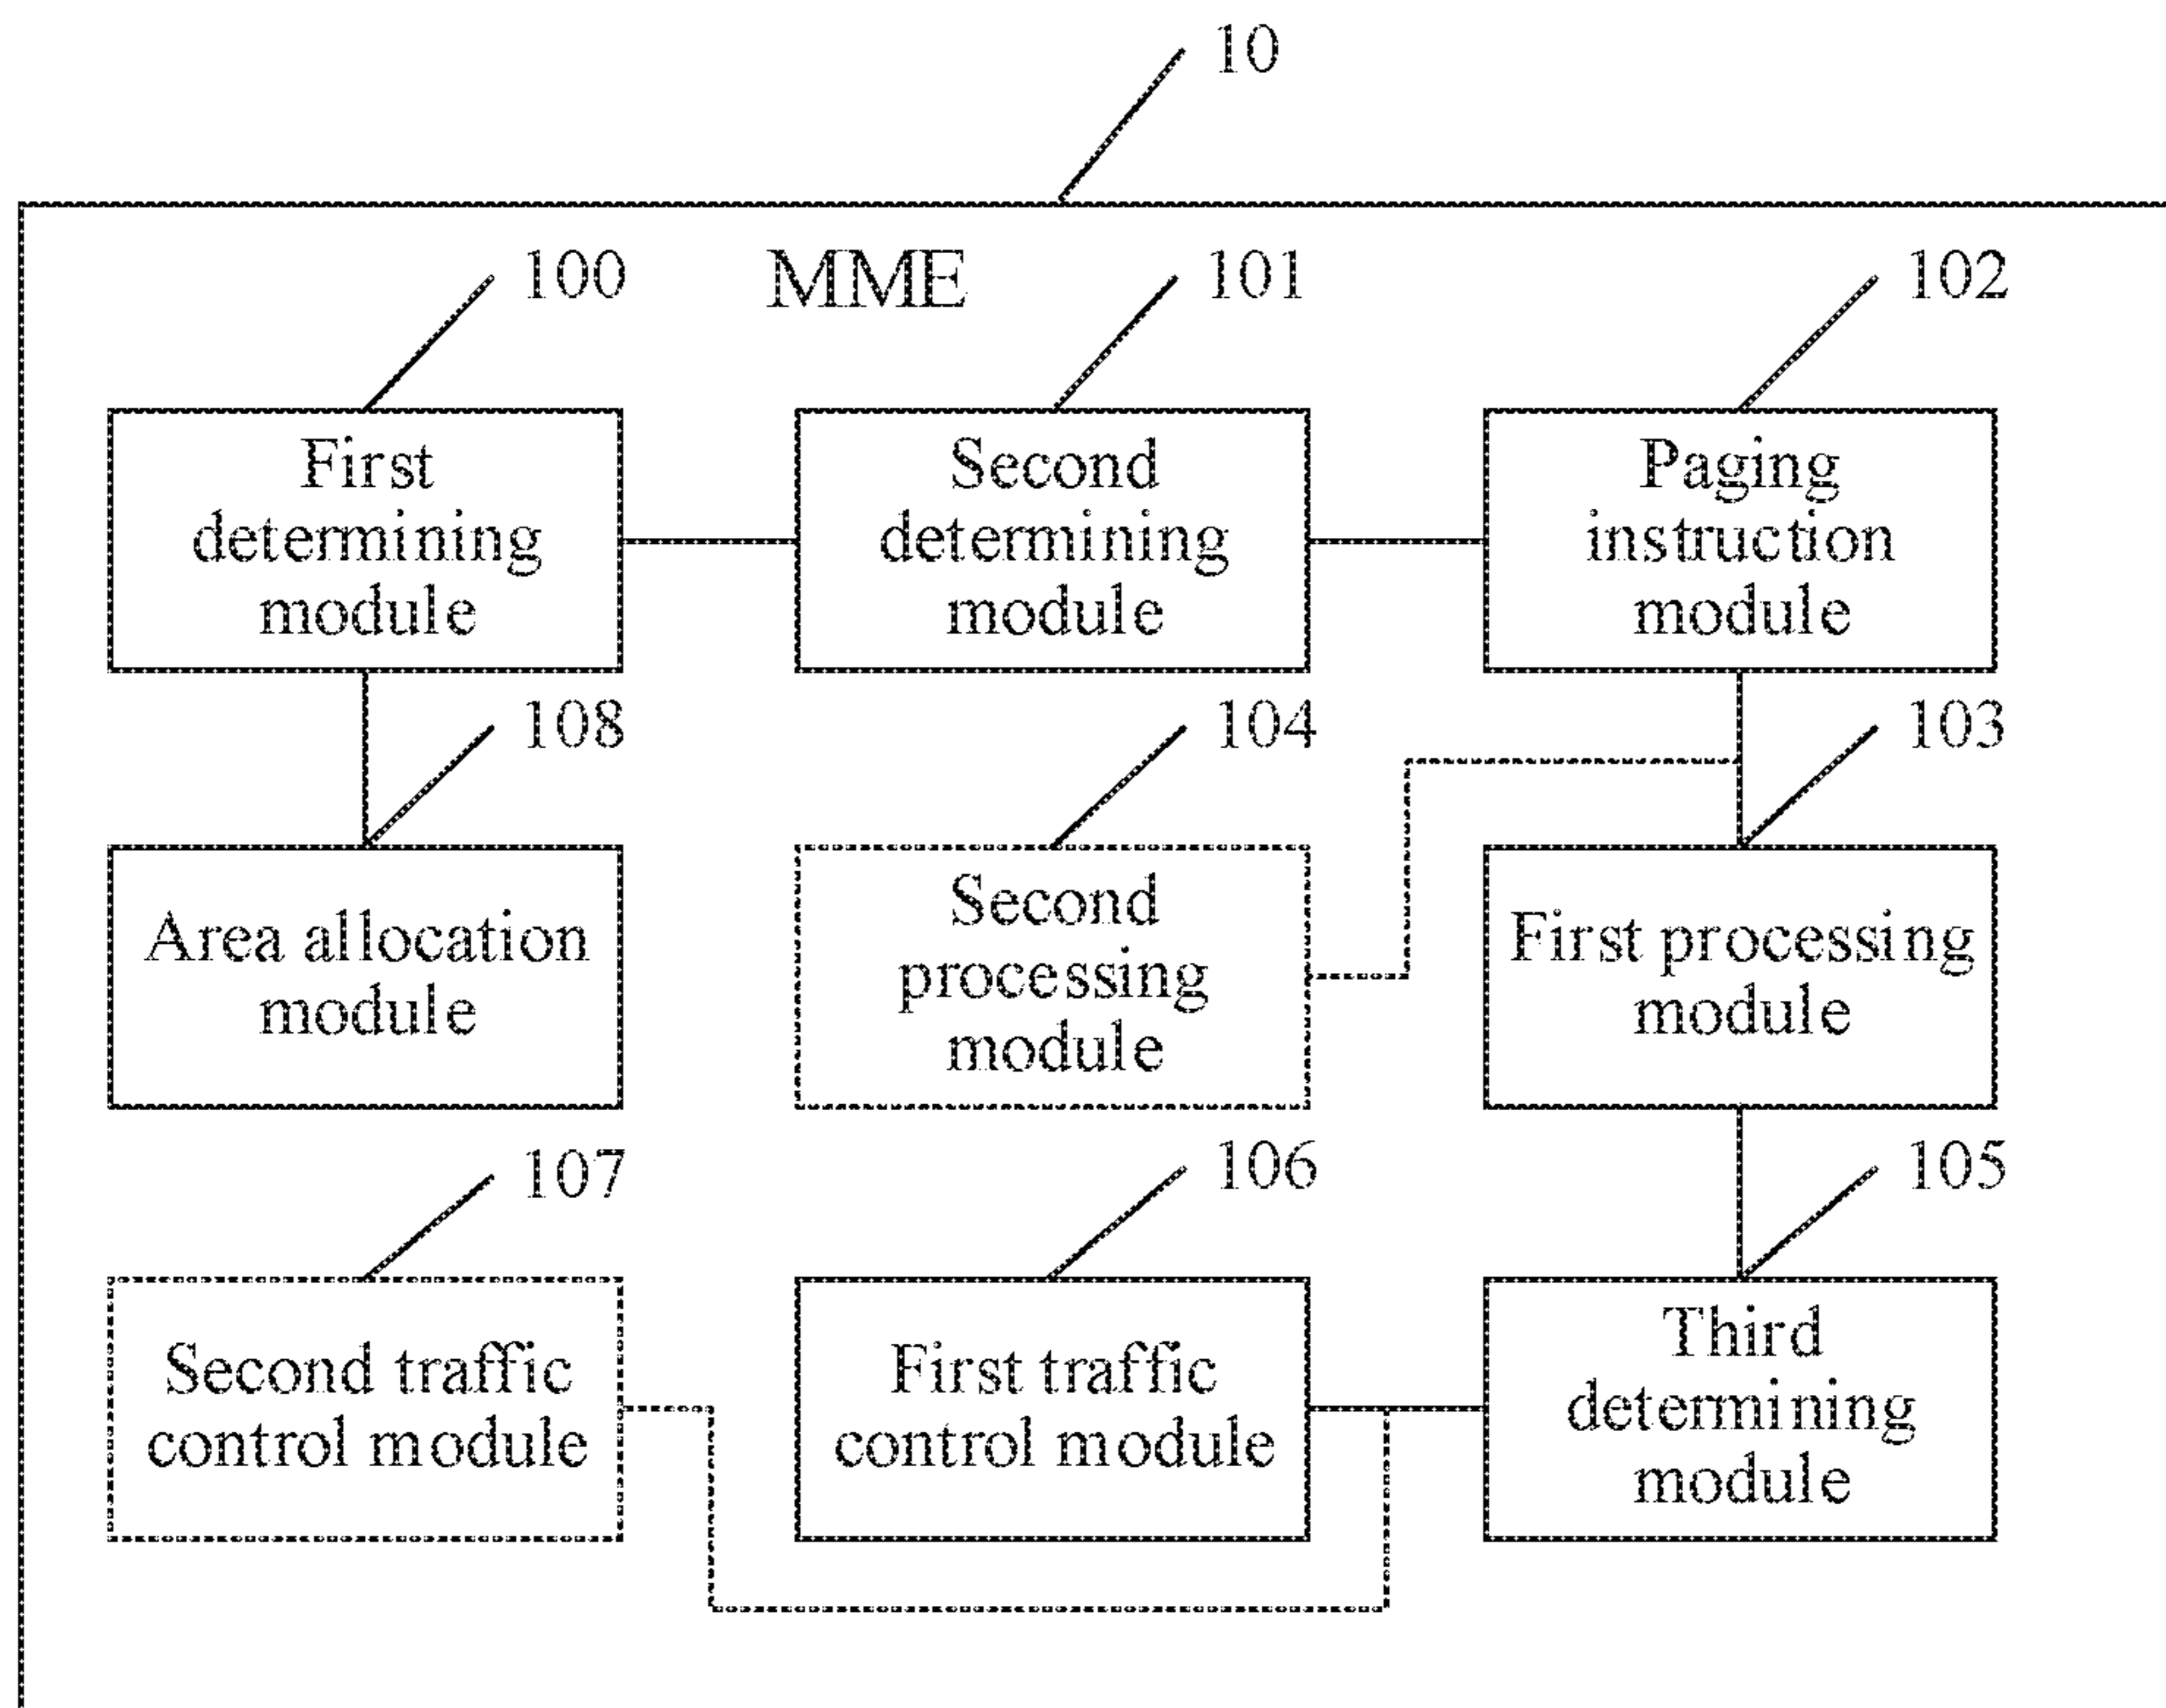 10
MME
100
101
102
First
determining
module
Second
determining
module
Paging
instruction
module
108
104
103
Area allocation
module
Second
processing
module
First processing
module
107
106
105
Second traffic
control module
First traffic
control module
Third
determining
module